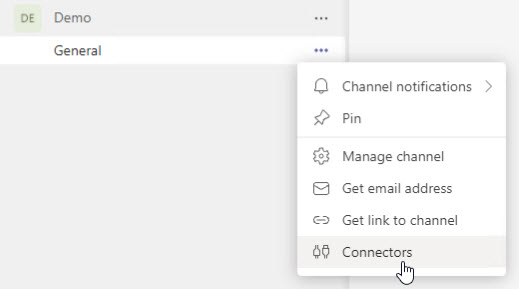 DE Demo ...
General ...
Channel notifications
Pin
Manage channel
Get email address
Get link to channel
Connectors